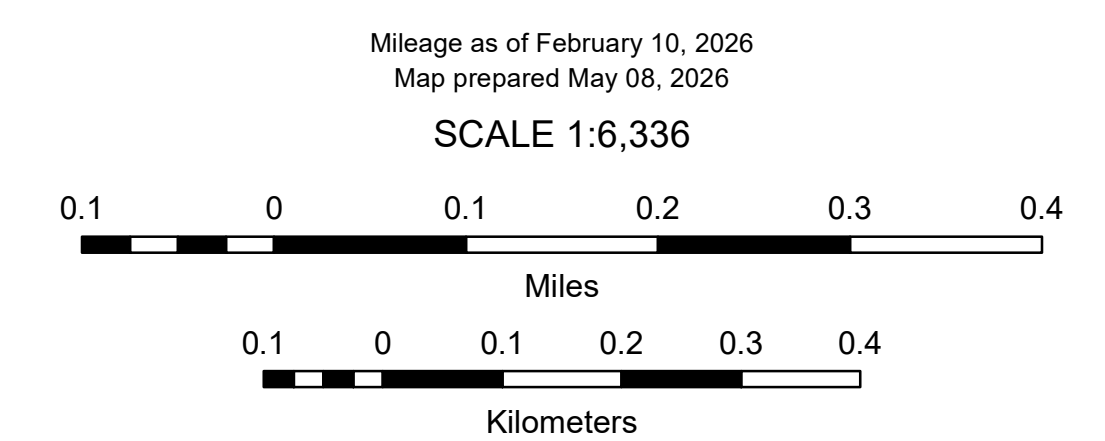 Mileage as of February 10, 2026
Map prepared May 08, 2026
SCALE 1:6,336
0.1 0 0.1 0.2 0.3 0.4
Miles
0.1 0 0.1 0.2 0.3 0.4
Kilometers